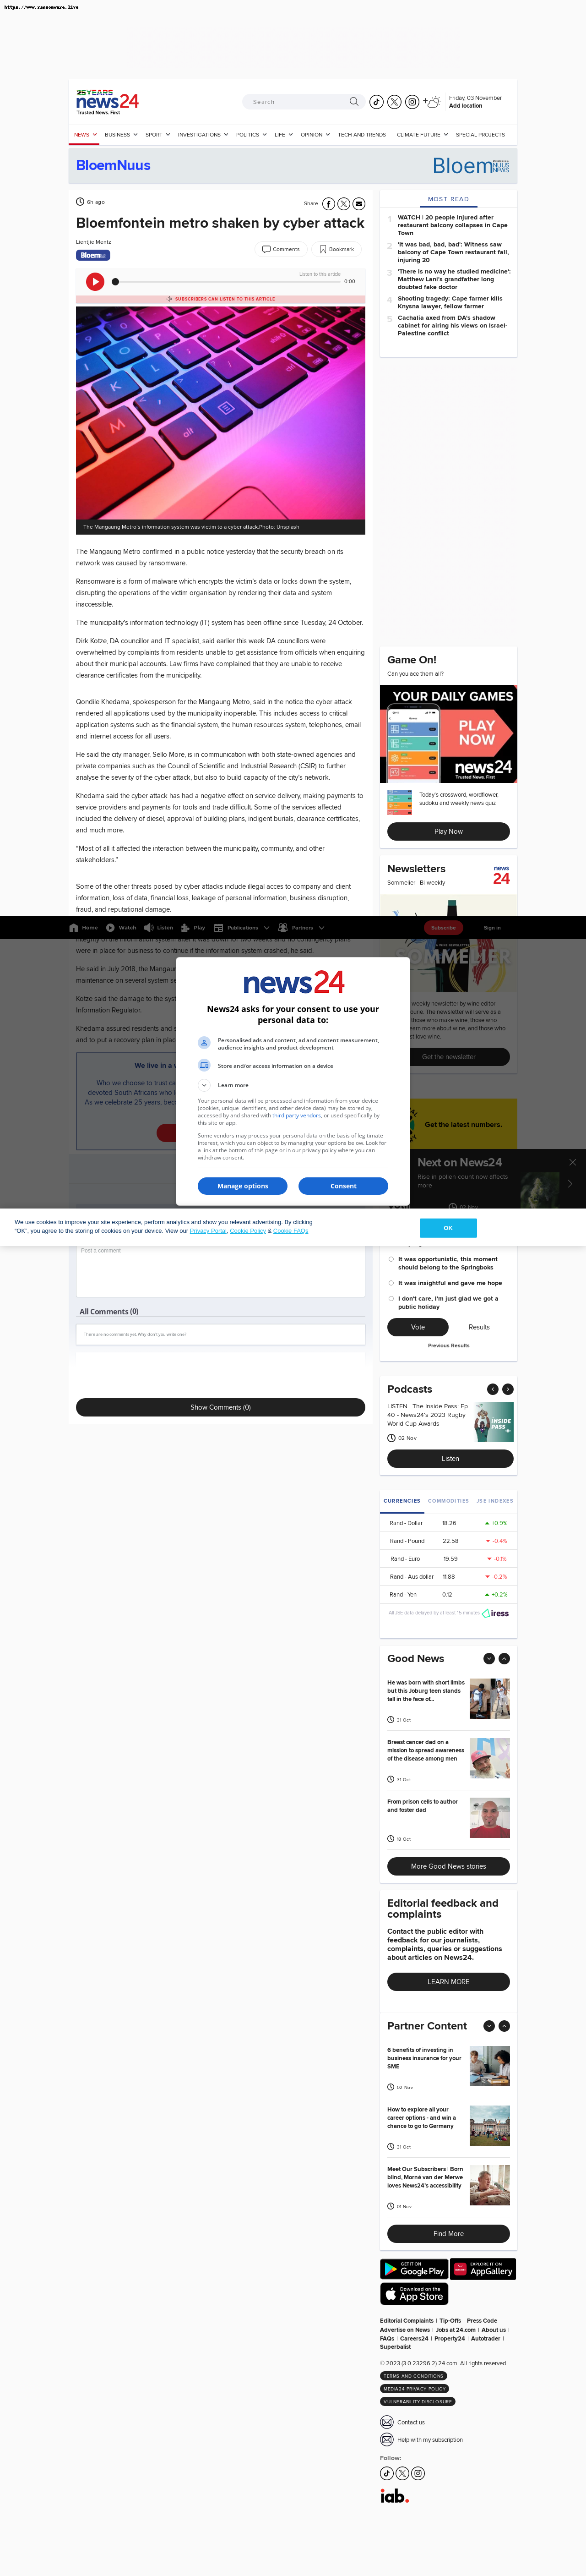 https://www.ransomware.live
25 YEARS
news24
Trusted News. First
Search
Friday, 03 November
Add location
NEWS
BUSINESS
SPORT
INVESTIGATIONS
POLITICS
LIFE
OPINION
TECH AND TRENDS
CLIMATE FUTURE
SPECIAL PROJECTS
BloemNuus
Bloem
NUUS
NEWS
6h ago
Share
Bloemfontein metro shaken by cyber attack
Lientjie Mentz
Bloem
Comments
Bookmark
Listen to this article
0:00
SUBSCRIBERS CAN LISTEN TO THIS ARTICLE
The Mangaung Metro's information system was victim to a cyber attack.Photo: Unsplash
The Mangaung Metro confirmed in a public notice yesterday that the security breach on its
network was caused by ransomware.
Ransomware is a form of malware which encrypts the victim's data or locks down the system,
disrupting the operations of the victim organisation by rendering their data and system
inaccessible.
The municipality's information technology (IT) system has been offline since Tuesday, 24 October.
Dirk Kotze, DA councillor and IT specialist, said earlier this week DA councillors were
overwhelmed by complaints from residents unable to get assistance from officials when enquiring
about their municipal accounts. Law firms have complained that they are unable to receive
clearance certificates from the municipality.
Qondile Khedama, spokesperson for the Mangaung Metro, said in the notice the cyber attack
rendered all applications used by the municipality inoperable. This includes access to critical
application systems such as the financial system, the human resources system, telephones, email
and internet access for all users.
He said the city manager, Sello More, is in communication with both state-owned agencies and
private companies such as the Council of Scientific and Industrial Research (CSIR) to further
analyse the severity of the cyber attack, but also to build capacity of the city's network.
Khedama said the cyber attack has had a negative effect on service delivery, making payments to
service providers and payments for tools and trade difficult. Some of the services affected
included the delivery of diesel, approval of building plans, indigent burials, clearance certificates,
and much more.
"Most of all it affected the interaction between the municipality, community, and other
stakeholders."
Some of the other threats posed by cyber attacks include illegal acces to company and client
information, loss of data, financial loss, leakage of personal information, business disruption,
fraud, and reputational damage.
Home
Watch
Listen
Play
Publications
Partners
Subscribe
Sign in
were in place for business to continue if the information system crashed, he said.
He said in July 2018, the Mangaung
maintenance on several system se
Kotze said the damage to the syst
Information Regulator.
Khedama assured residents and s
and to put a recovery plan in plac
We live in a w
Who we choose to trust ca
devoted South Africans who l
As we celebrate 25 years, bec
news24
News24 asks for your consent to use your
personal data to:
Personalised ads and content, ad and content measurement,
audience insights and product development
Store and/or access information on a device
Learn more
Your personal data will be processed and information from your device
(cookies, unique identifiers, and other device data) may be stored by,
accessed by and shared with third party vendors, or used specifically by
this site or app.
Some vendors may process your personal data on the basis of legitimate
interest, which you can object to by managing your options below. Look for
a link at the bottom of this page or in our privacy policy where you can
withdraw consent.
Manage options
Consent
We use cookies to improve your site experience, perform analytics and show you relevant advertising. By clicking
"OK", you agree to the storing of cookies on your device. View our Privacy Portal, Cookie Policy & Cookie FAQs
OK
Post a comment
All Comments (0)
There are no comments yet. Why don't you write one?
Show Comments (0)
MOST READ
1
WATCH | 20 people injured after
restaurant balcony collapses in Cape
Town
2
'It was bad, bad, bad': Witness saw
balcony of Cape Town restaurant fall,
injuring 20
3
'There is no way he studied medicine':
Matthew Lani's grandfather long
doubted fake doctor
4
Shooting tragedy: Cape farmer kills
Knysna lawyer, fellow farmer
5
Cachalia axed from DA's shadow
cabinet for airing his views on Israel-
Palestine conflict
Game On!
Can you ace them all?
YOUR DAILY GAMES
PLAY
NOW
news24
Trusted News. First.
Today's crossword, wordflower,
sudoku and weekly news quiz
Play Now
Newsletters
news
24
Sommelier - Bi-weekly
SOMMELIER
weekly newsletter by wine editor
The newsletter will serve as a
those who make wine, those who
learn more about wine, and those who
love wine.
Get the newsletter
Get the latest numbers.
Next on News24
Rise in pollen count now affects
more
It was opportunistic, this moment
should belong to the Springboks
It was insightful and gave me hope
I don't care, I'm just glad we got a
public holiday
Vote
Results
Previous Results
Podcasts
LISTEN | The Inside Pass: Ep
40 - News24's 2023 Rugby
World Cup Awards
INSIDE
PASS
02 Nov
Listen
CURRENCIES
COMMODITIES
JSE INDEXES
Rand - Dollar 18.26 +0.9%
Rand - Pound 22.58 -0.4%
Rand - Euro 19.59 -0.1%
Rand - Aus dollar 11.88 -0.2%
Rand - Yen 0.12 +0.2%
All JSE data delayed by at least 15 minutes
iress
Good News
He was born with short limbs
but this Joburg teen stands
tall in the face of...
31 Oct
Breast cancer dad on a
mission to spread awareness
of the disease among men
31 Oct
From prison cells to author
and foster dad
18 Oct
More Good News stories
Editorial feedback and
complaints
Contact the public editor with
feedback for our journalists,
complaints, queries or suggestions
about articles on News24.
LEARN MORE
Partner Content
6 benefits of investing in
business insurance for your
SME
02 Nov
How to explore all your
career options - and win a
chance to go to Germany
31 Oct
Meet Our Subscribers | Born
blind, Morné van der Merwe
loves News24's accessibility
01 Nov
Find More
GET IT ON
Google Play
EXPLORE IT ON
AppGallery
Download on the
App Store
Editorial Complaints | Tip-Offs | Press Code
Advertise on News | Jobs at 24.com | About us |
FAQs | Careers24 | Property24 | Autotrader |
Superbalist
© 2023 (3.0.23296.2) 24.com. All rights reserved.
TERMS AND CONDITIONS
MEDIA24 PRIVACY POLICY
VULNERABILITY DISCLOSURE
Contact us
Help with my subscription
Follow:
iab.